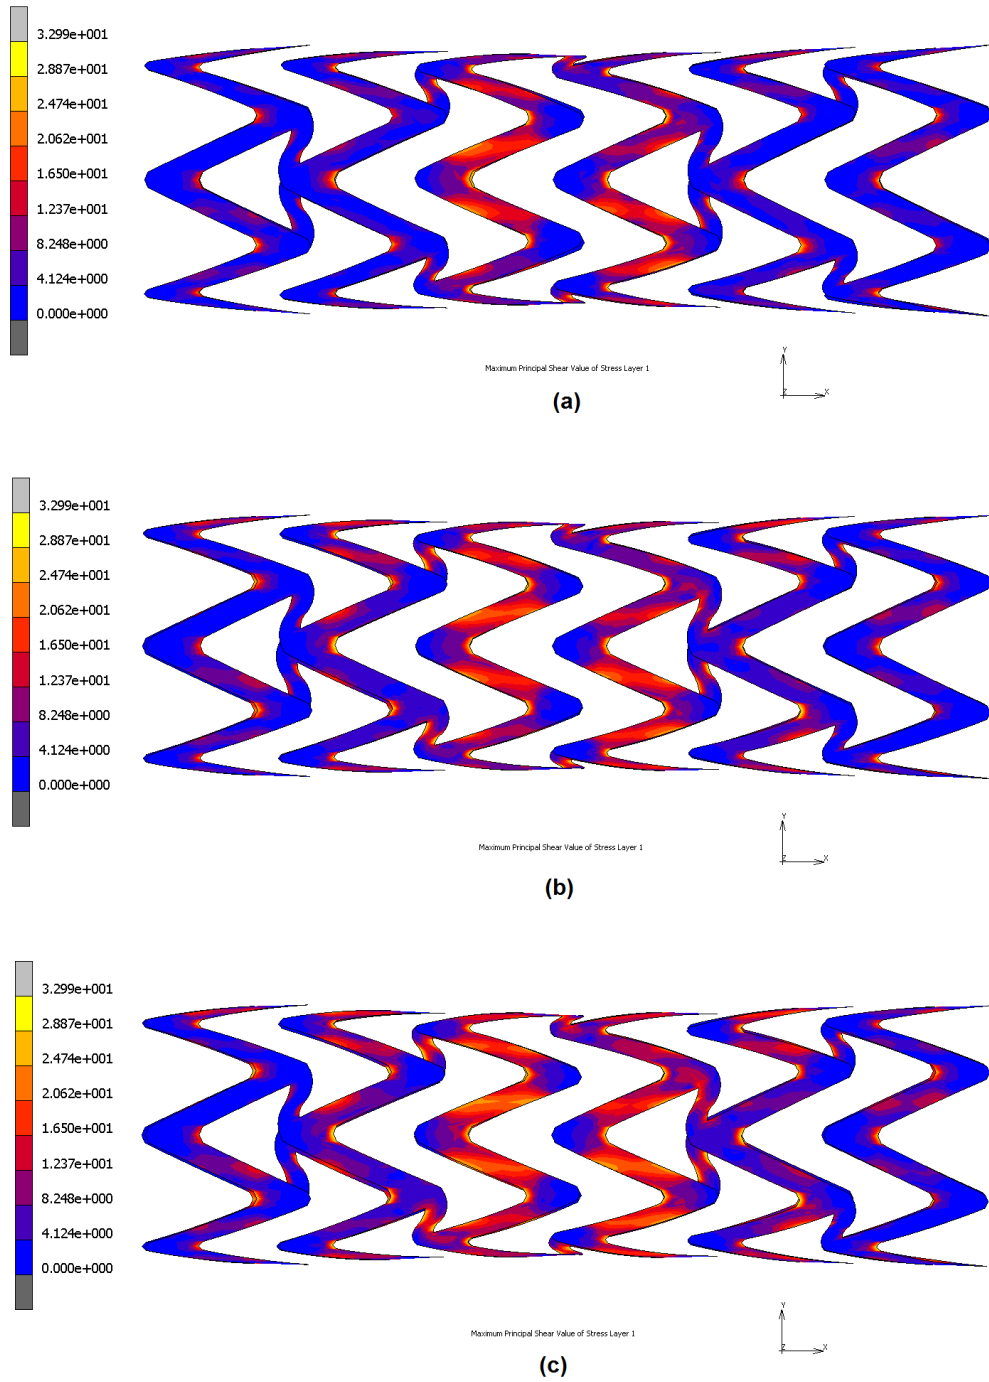 3.299e+001
2.887e+001
2.474e+001
2.062e+001
1.650e+001
1.237e+001
8.248e+000
4.124e+000
0.000e+000
Maximum Principal Shear Value of Stress Layer 1
Y
Z X
(a)
3.299e+001
2.887e+001
2.474e+001
2.062e+001
1.650e+001
1.237e+001
8.248e+000
4.124e+000
0.000e+000
Maximum Principal Shear Value of Stress Layer 1
Y
Z X
(b)
3.299e+001
2.887e+001
2.474e+001
2.062e+001
1.650e+001
1.237e+001
8.248e+000
4.124e+000
0.000e+000
Maximum Principal Shear Value of Stress Layer 1
Y
Z X
(c)